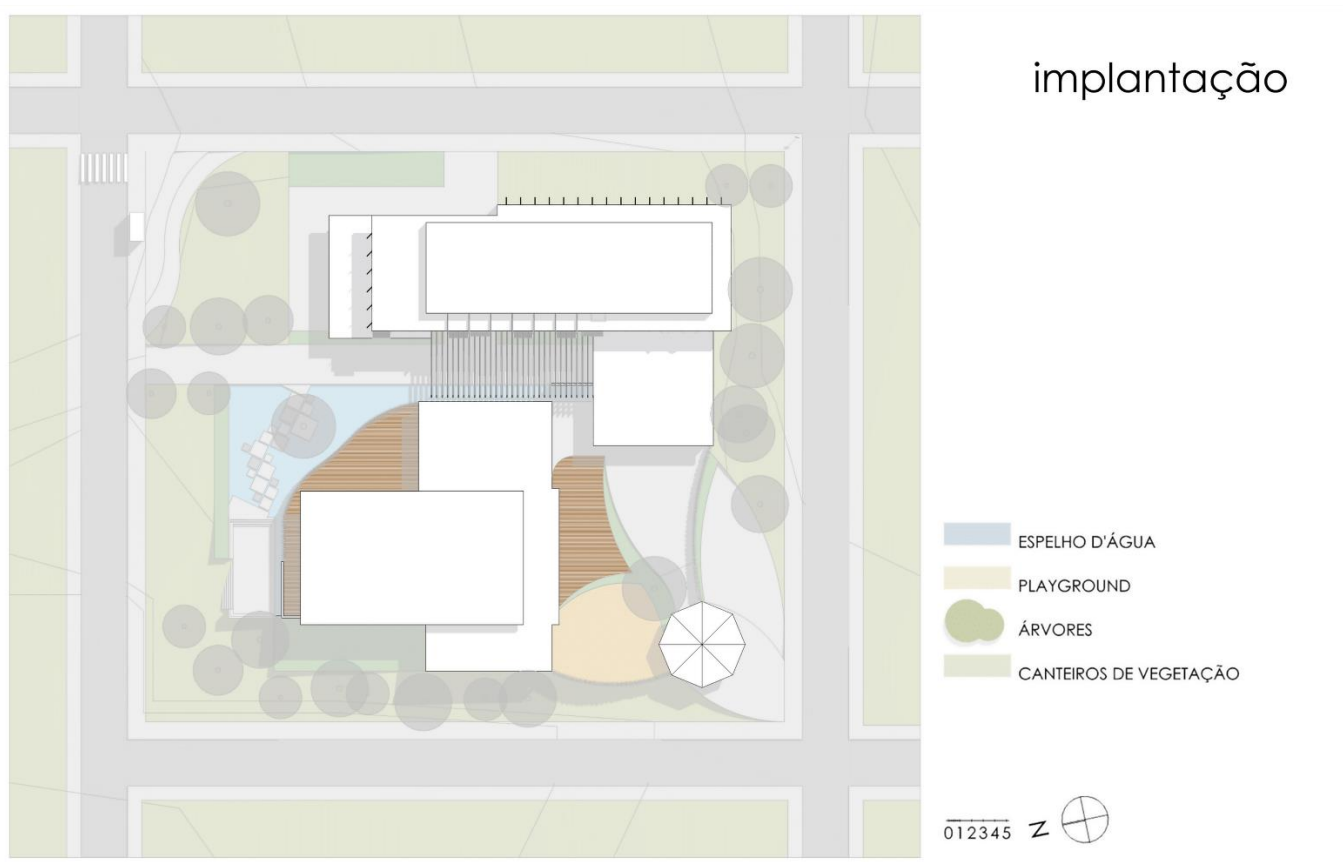 implantação
ESPELHO D'ÁGUA
PLAYGROUND
ÁRVORES
CANTEIROS DE VEGETAÇÃO
012345
N